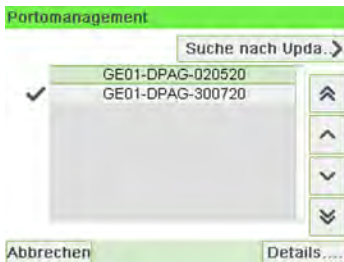 Portomanagement
Suche nach Upda..
GE01-DPAG-020520
GE01-DPAG-300720
Abbrechen
Details....